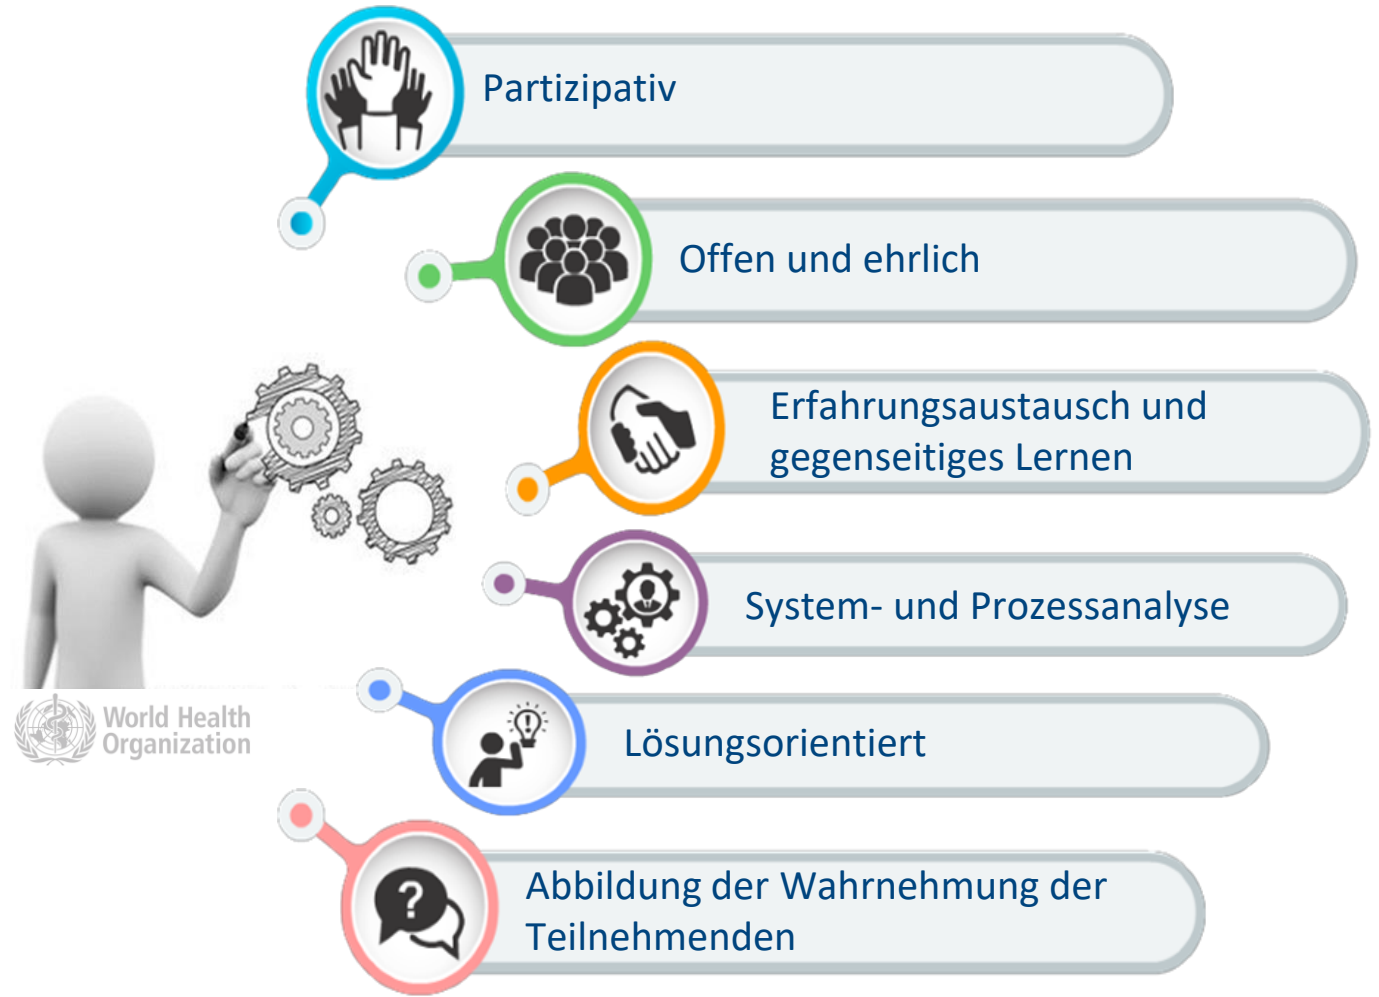 Partizipativ
Offen und ehrlich
Erfahrungsaustausch und
gegenseitiges Lernen
System- und Prozessanalyse
Lösungsorientiert
World Health
Organization
?
Abbildung der Wahrnehmung der
Teilnehmenden